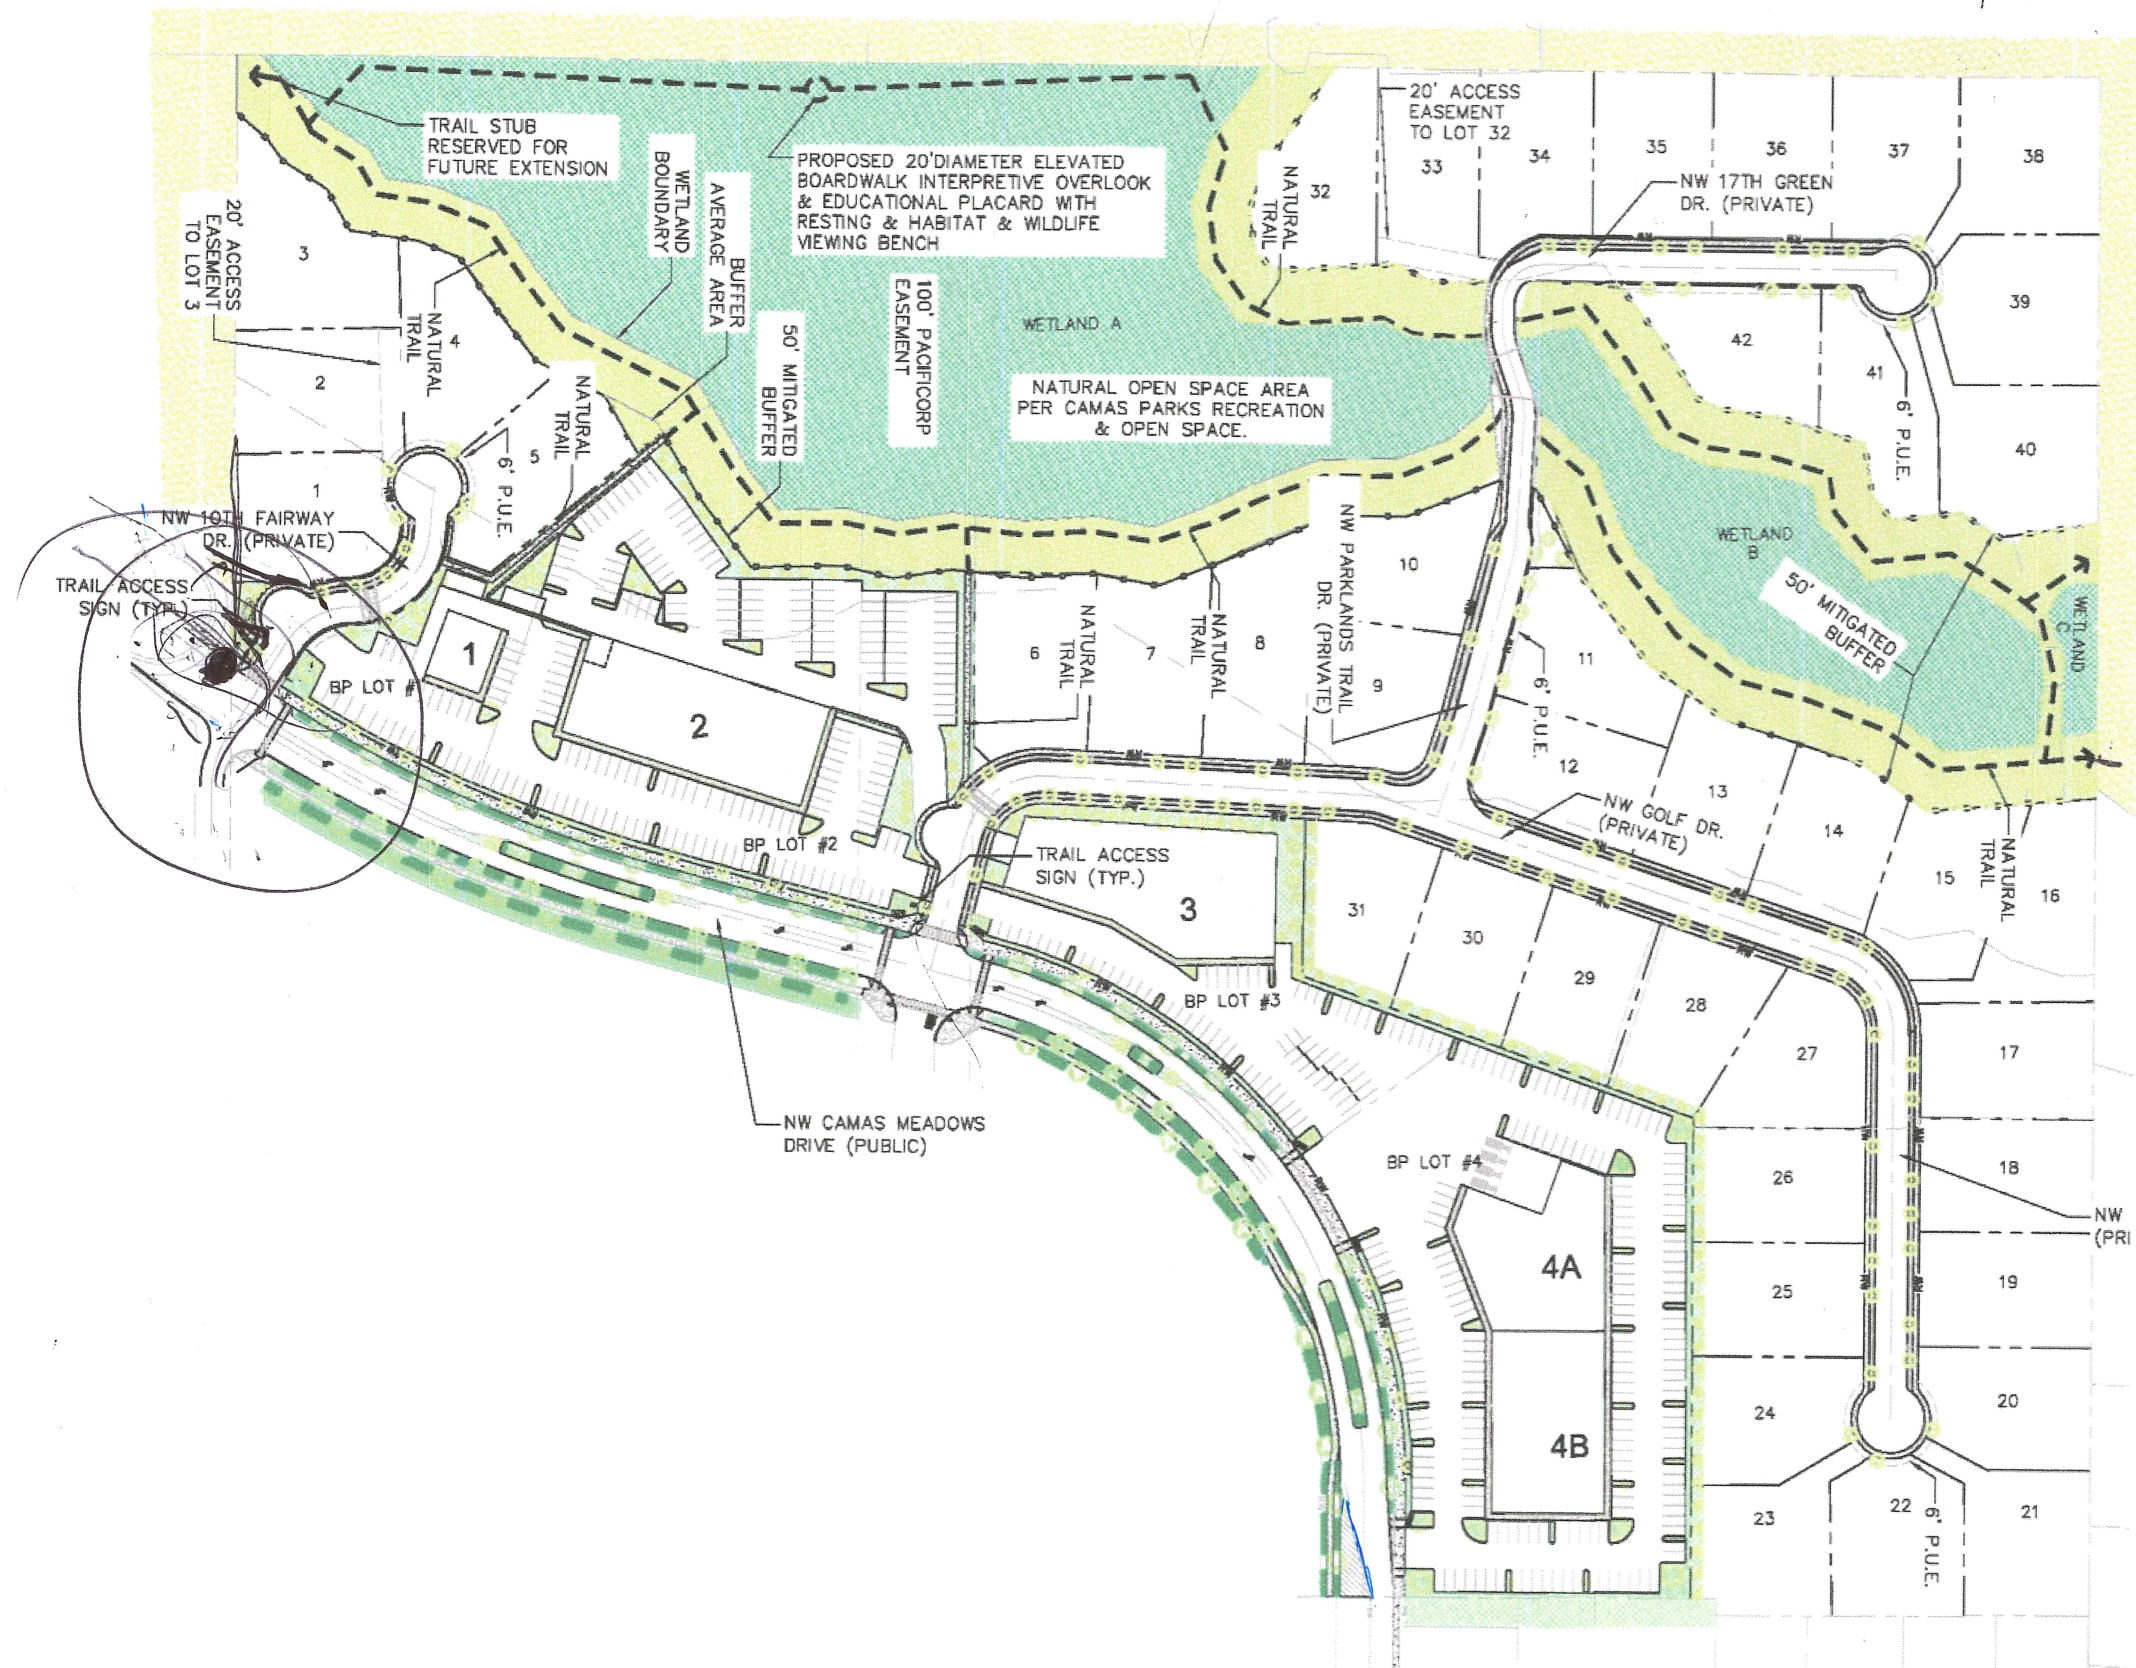 TRAIL STUB
RESERVED FOR
FUTURE EXTENSION
WETLAND
BOUNDARY
BUFFER
AVERAGE AREA
PROPOSED 20'DIAMETER ELEVATED
BOARDWALK INTERPRETIVE OVERLOOK
& EDUCATIONAL PLACARD WITH
RESTING & HABITAT & WILDLIFE
VIEWING BENCH
NATURAL
TRAIL
32
20' ACCESS
EASEMENT
TO LOT 32
33
34
35
36
37
38
NW 17TH GREEN
DR. (PRIVATE)
20' ACCESS
EASEMENT
TO LOT 3
3
4
NATURAL
TRAIL
2
1
5
NATURAL
TRAIL
6' P.U.E.
50' MITIGATED
BUFFER
100' PACIFICORP
EASEMENT
WETLAND A
NATURAL OPEN SPACE AREA
PER CAMAS PARKS RECREATION
& OPEN SPACE.
42
41
39
40
6' P.U.E.
NW 10TH FAIRWAY
DR. (PRIVATE)
TRAIL ACCESS
SIGN (TYP.)
WETLAND
B
50' MITIGATED
BUFFER
WETLAND
C
NW PARKLANDS TRAIL
DR. (PRIVATE)
10
6
NATURAL
TRAIL
7
NATURAL
TRAIL
8
9
11
6' P.U.E.
12
13
14
15
NATURAL
TRAIL
16
NW GOLF DR.
(PRIVATE)
1
BP LOT #
2
BP LOT #2
TRAIL ACCESS
SIGN (TYP.)
3
BP LOT #3
31
30
29
28
27
17
NW CAMAS MEADOWS
DRIVE (PUBLIC)
BP LOT #4
4A
4B
26
18
NW
(PRI
25
19
24
20
23
22
6' P.U.E.
21